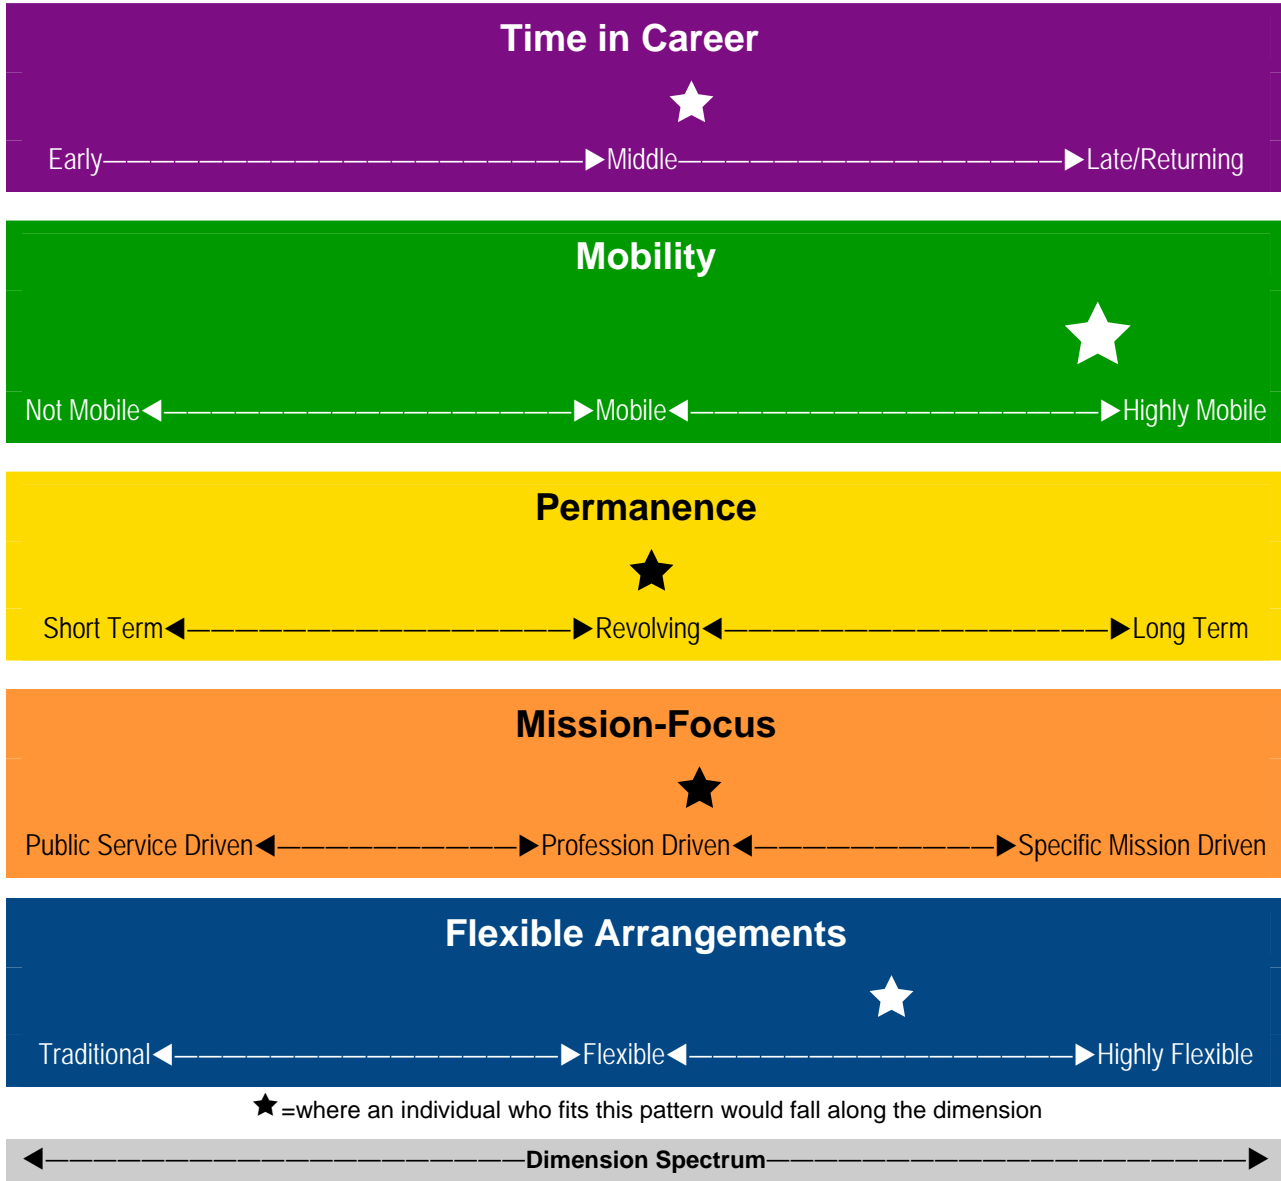 Time in Career
Early————————————————————►Middle————————————————►Late/Returning
Mobility
Not Mobile◄—————————————————►Mobile◄—————————————————►Highly Mobile
Permanence
Short Term◄————————————————►Revolving◄————————————————►Long Term
Mission-Focus
Public Service Driven◄——————————►Profession Driven◄——————————►Specific Mission Driven
Flexible Arrangements
Traditional◄————————————————►Flexible◄————————————————►Highly Flexible
★=where an individual who fits this pattern would fall along the dimension
◄————————————————————Dimension Spectrum————————————————————►